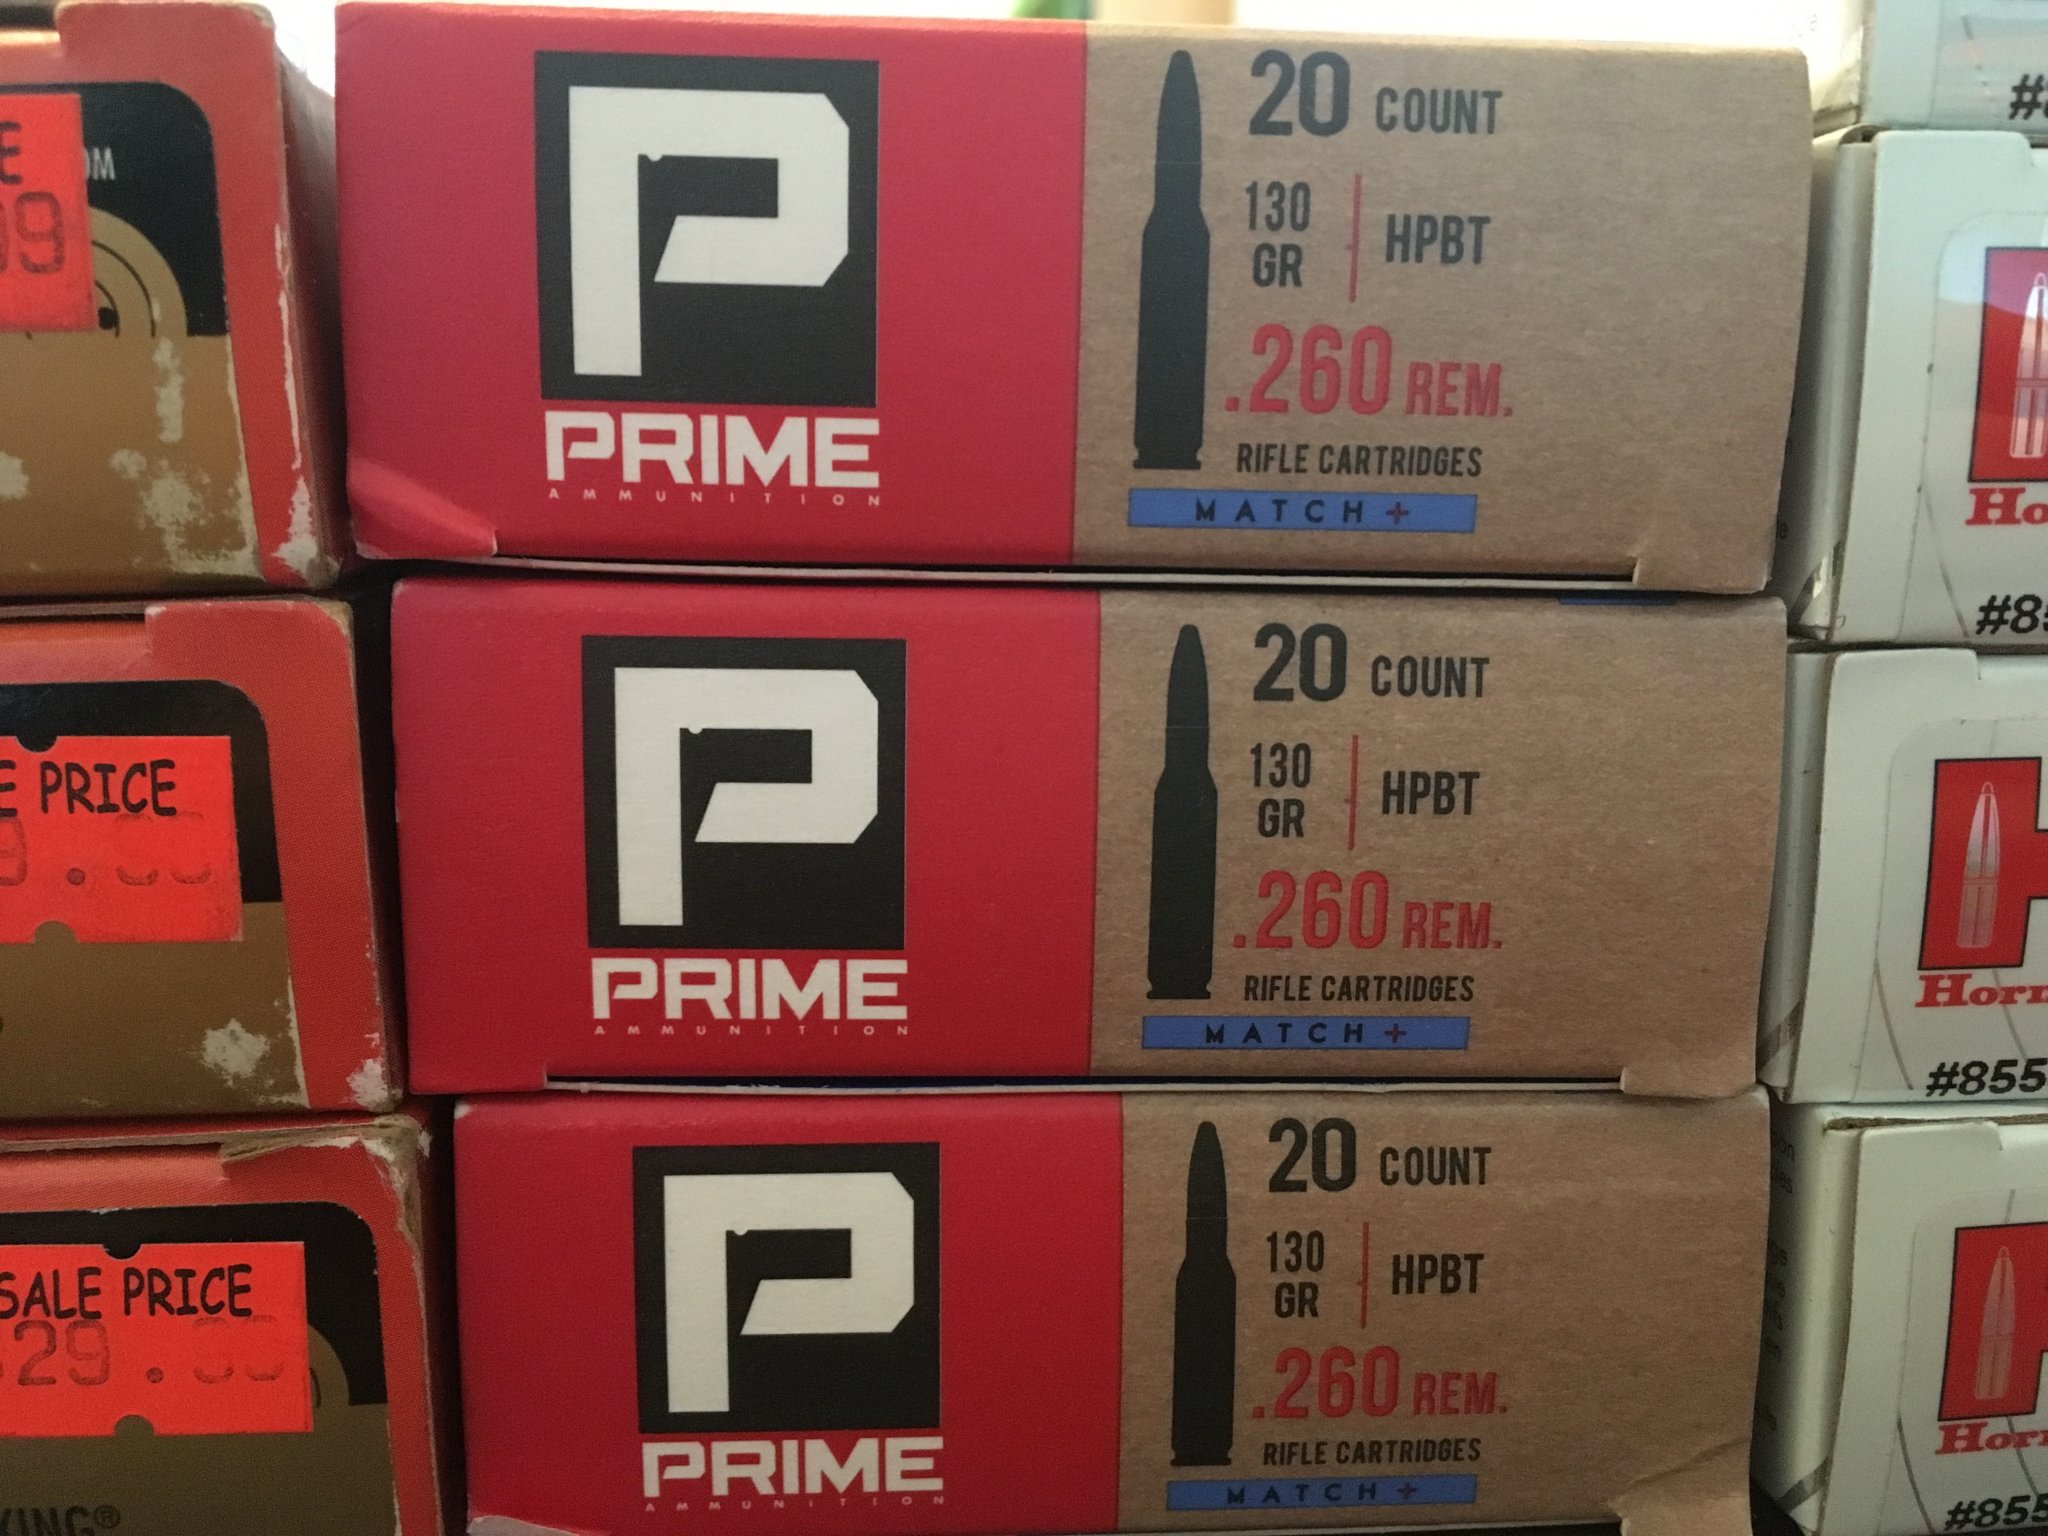 PRIME
AMMUNITION
20 COUNT
130 GR
HPBT
.260 REM.
RIFLE CARTRIDGES
MATCH+
PRICE
PRIME
AMMUNITION
20 COUNT
130 GR
HPBT
.260 REM.
RIFLE CARTRIDGES
MATCH+
#855
SALE PRICE
29.
PRIME
AMMUNITION
20 COUNT
130 GR
HPBT
.260 REM.
RIFLE CARTRIDGES
MATCH+
#855